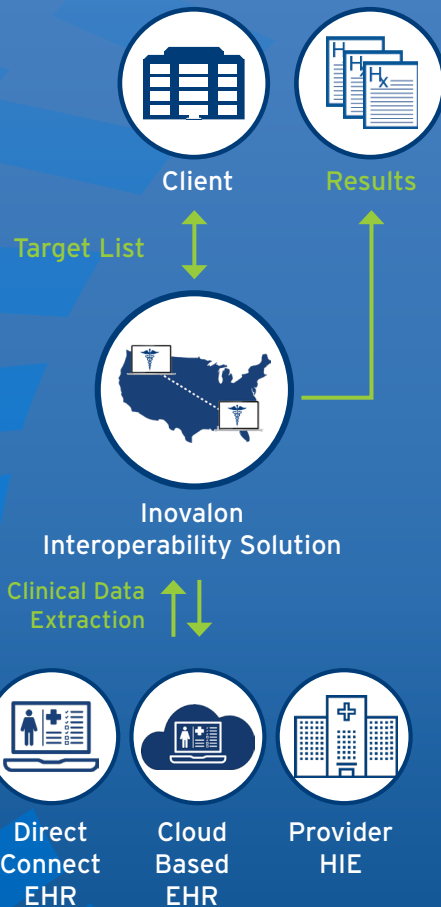 Client
Results
Target List
Inovalon
Interoperability Solution
Clinical Data
Extraction
Direct
Connect
EHR
Cloud
Based
EHR
Provider
HIE